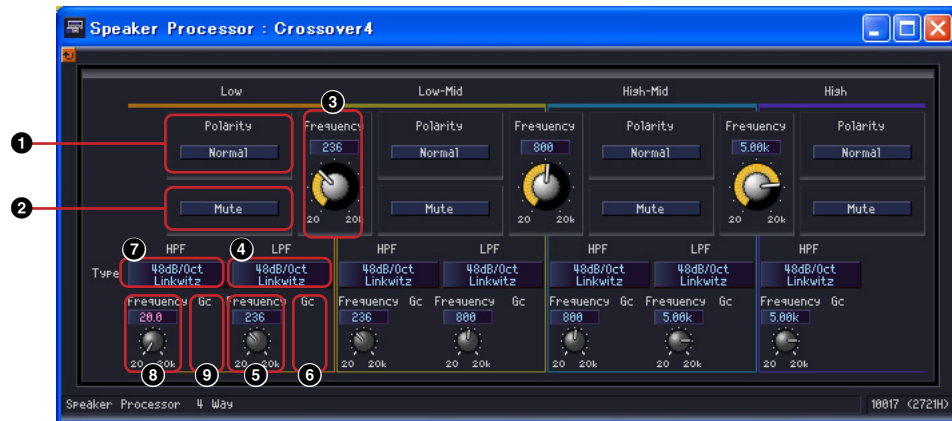 Speaker Processor : Crossover4
Low Low-Mid High-Mid High
3
1 Polarity Frequency Polarity Frequency Polarity Frequency Polarity
Normal 236 Normal 800 Normal 5.00k Normal
2 Mute Mute Mute Mute
20 20k 20 20k 20 20k
7 HPF 4 LPF HPF LPF HPF LPF HPF
Type 48dB/Oct 48dB/Oct 48dB/Oct 48dB/Oct 48dB/Oct 48dB/Oct 48dB/Oct
Linkwitz Linkwitz Linkwitz Linkwitz Linkwitz Linkwitz Linkwitz
Frequency Gc Frequency Gc Frequency Gc Frequency Gc Frequency Gc Frequency Gc Frequency Gc
20.0 236 236 800 800 5.00k 5.00k
20 20k 20 20k 20 20k 20 20k 20 20k 20 20k 20 20k
8 9 5 6
Speaker Processor 4 Way 10017 (2721H)